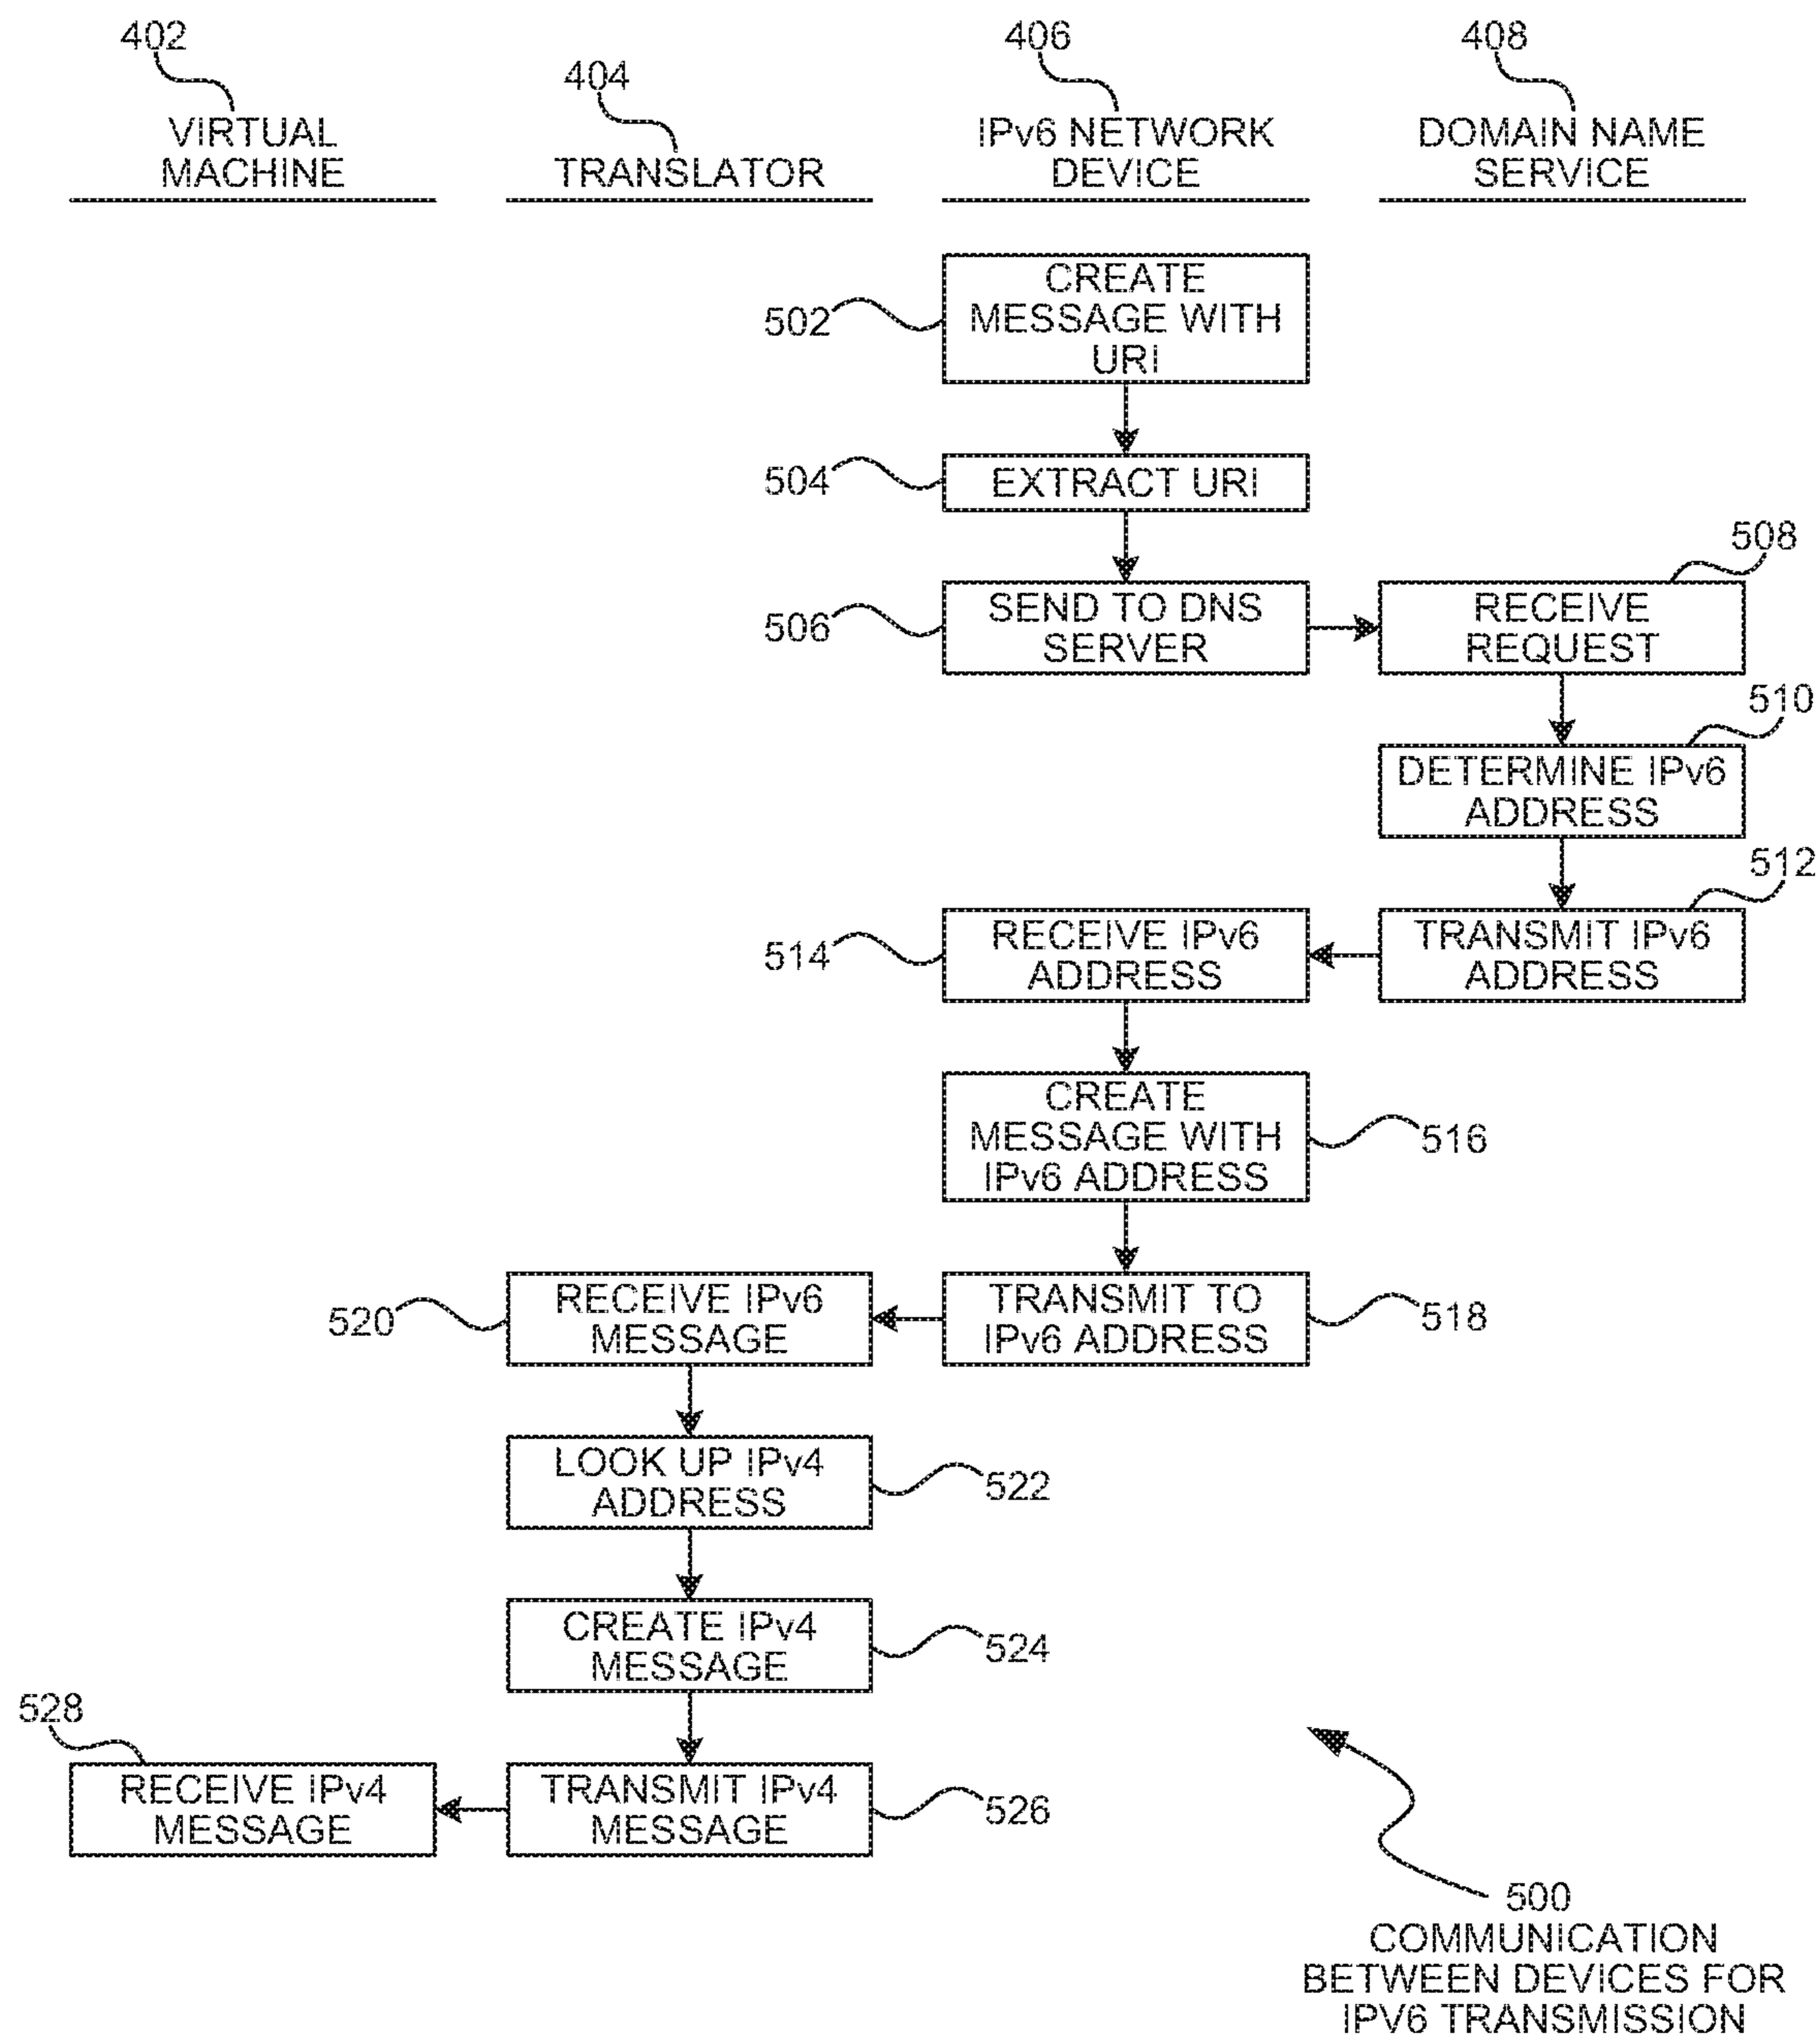 402
VIRTUAL
MACHINE
404
TRANSLATOR
406
IPv6 NETWORK
DEVICE
408
DOMAIN NAME
SERVICE
502
CREATE
MESSAGE WITH
URI
504
EXTRACT URI
506
SEND TO DNS
SERVER
508
RECEIVE
REQUEST
510
DETERMINE IPv6
ADDRESS
512
TRANSMIT IPv6
ADDRESS
514
RECEIVE IPv6
ADDRESS
CREATE
MESSAGE WITH
IPv6 ADDRESS
516
TRANSMIT TO
IPv6 ADDRESS
518
520
RECEIVE IPv6
MESSAGE
LOOK UP IPv4
ADDRESS
522
CREATE IPv4
MESSAGE
524
TRANSMIT IPv4
MESSAGE
526
528
RECEIVE IPv4
MESSAGE
500
COMMUNICATION
BETWEEN DEVICES FOR
IPV6 TRANSMISSION